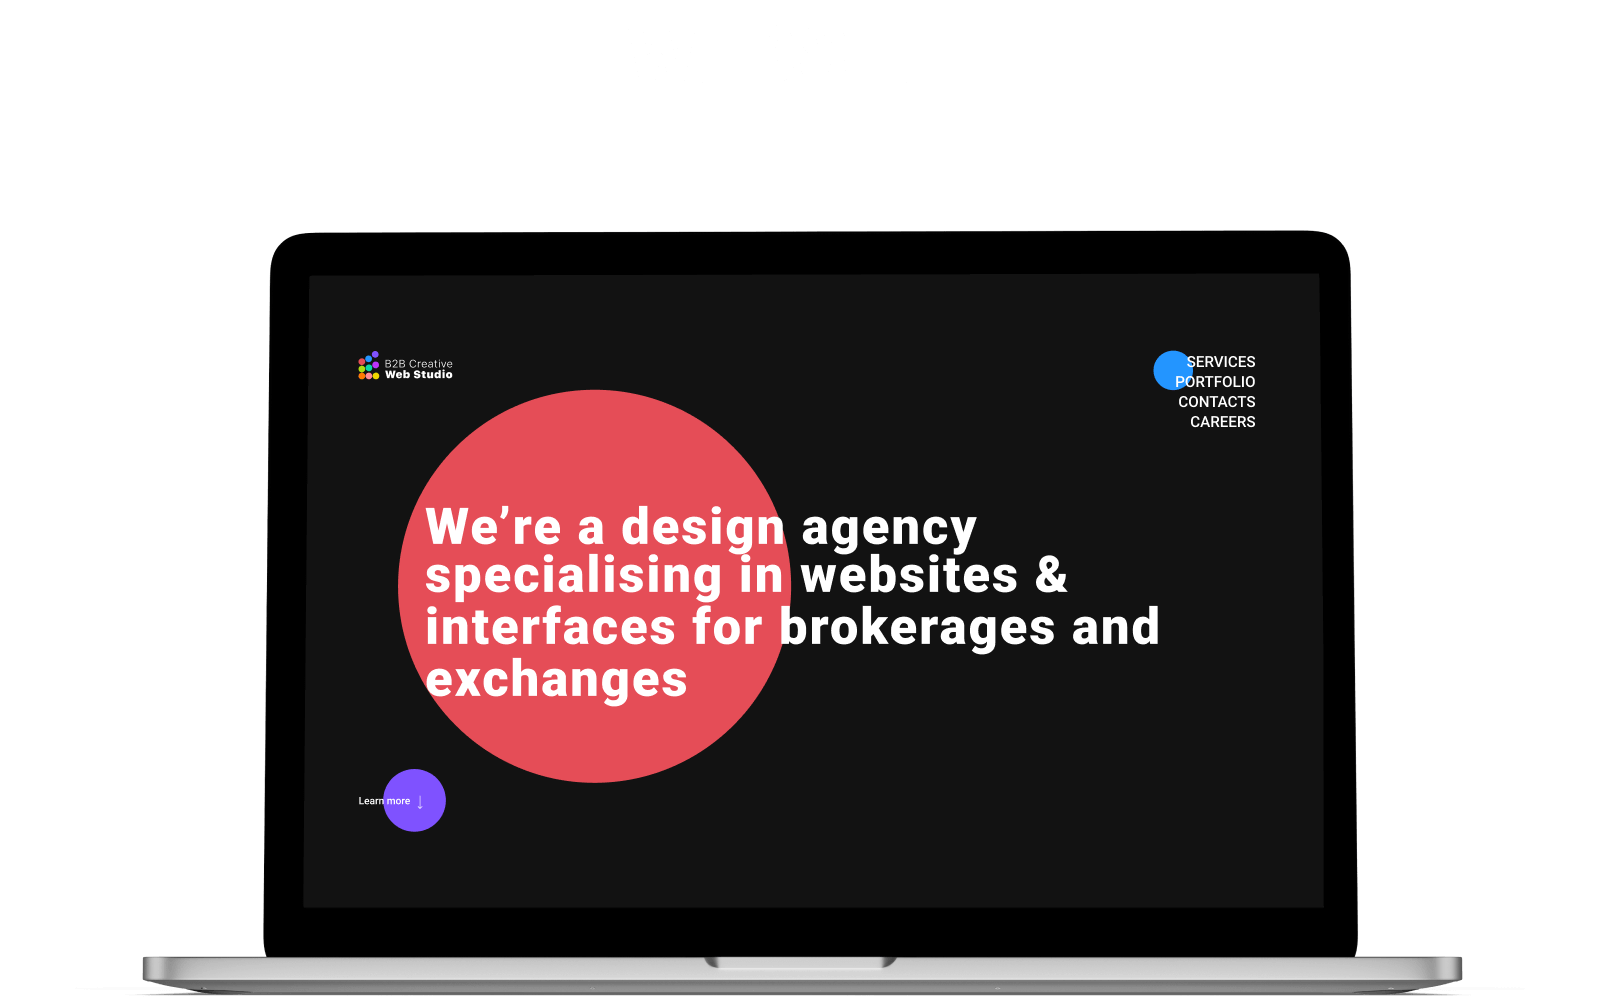 B2B Creative
Web Studio
SERVICES
PORTFOLIO
CONTACTS
CAREERS
We’re a design agency
specialising in websites &
interfaces for brokerages and
exchanges
Learn more ↓